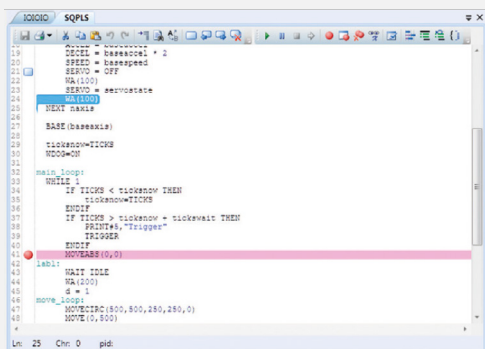 IOIOIO SQPLS
20 ACCEL = baseaccel
19 DECEL = baseaccel * 2
20 SPEED = basespeed
21 SERVO = OFF
22 WA(100)
23 SERVO = servostate
24 WA(100)
25 NEXT naxis
26
27 BASE(baseaxis)
28
29 ticksnow=TICKS
30 WDOG=ON
31
32 main_loop:
33 WHILE 1
34 IF TICKS < ticksnow THEN
35 ticksnow=TICKS
36 ENDIF
37 IF TICKS > ticksnow + tickswait THEN
38 PRINT#5,"Trigger"
39 TRIGGER
40 ENDIF
41 MOVEABS(0,0)
42 lab1:
43 WAIT IDLE
44 WA(200)
45 d = 1
46 move_loop:
47 MOVECIRC(500,500,250,250,0)
48 MOVE(0,500)
Ln: 25 Chr: 0 pid: